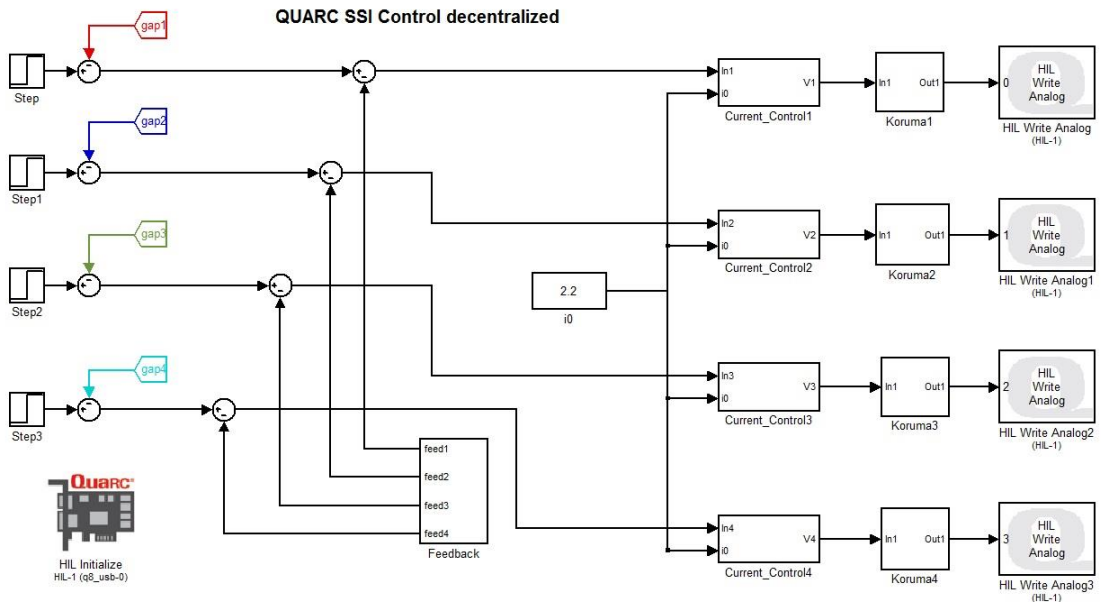 QUARC SSI Control decentralized
gap1
Step
In1
i0
V1
Current_Control1
In1
Out1
Koruma1
0
HIL
Write
Analog
HIL Write Analog
(HIL-1)
gap2
Step1
In2
i0
V2
Current_Control2
In1
Out1
Koruma2
1
HIL
Write
Analog
HIL Write Analog1
(HIL-1)
gap3
Step2
2.2
i0
In3
i0
V3
Current_Control3
In1
Out1
Koruma3
2
HIL
Write
Analog
HIL Write Analog2
(HIL-1)
gap4
Step3
feed1
feed2
feed3
feed4
Feedback
In4
i0
V4
Current_Control4
In1
Out1
Koruma4
3
HIL
Write
Analog
HIL Write Analog3
(HIL-1)
QUARC®
HIL Initialize
HIL-1 (q8_usb-0)